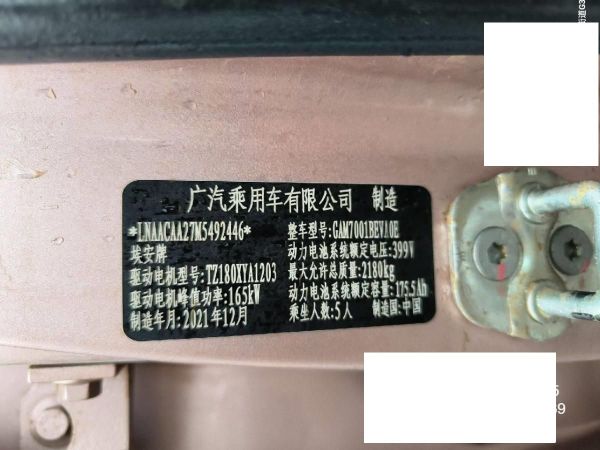 广汽乘用车有限公司 制造
*LNAACAA27M5492446* 整车型号:GAM7001BEVA0E
埃安牌 动力电池系统额定电压:399V
驱动电机型号:TZ180XYA1203 最大允许总质量:2180kg
驱动电机峰值功率:165kW 动力电池系统额定容量:175.5Ah
制造年月:2021年12月 乘坐人数:5人 制造国:中国